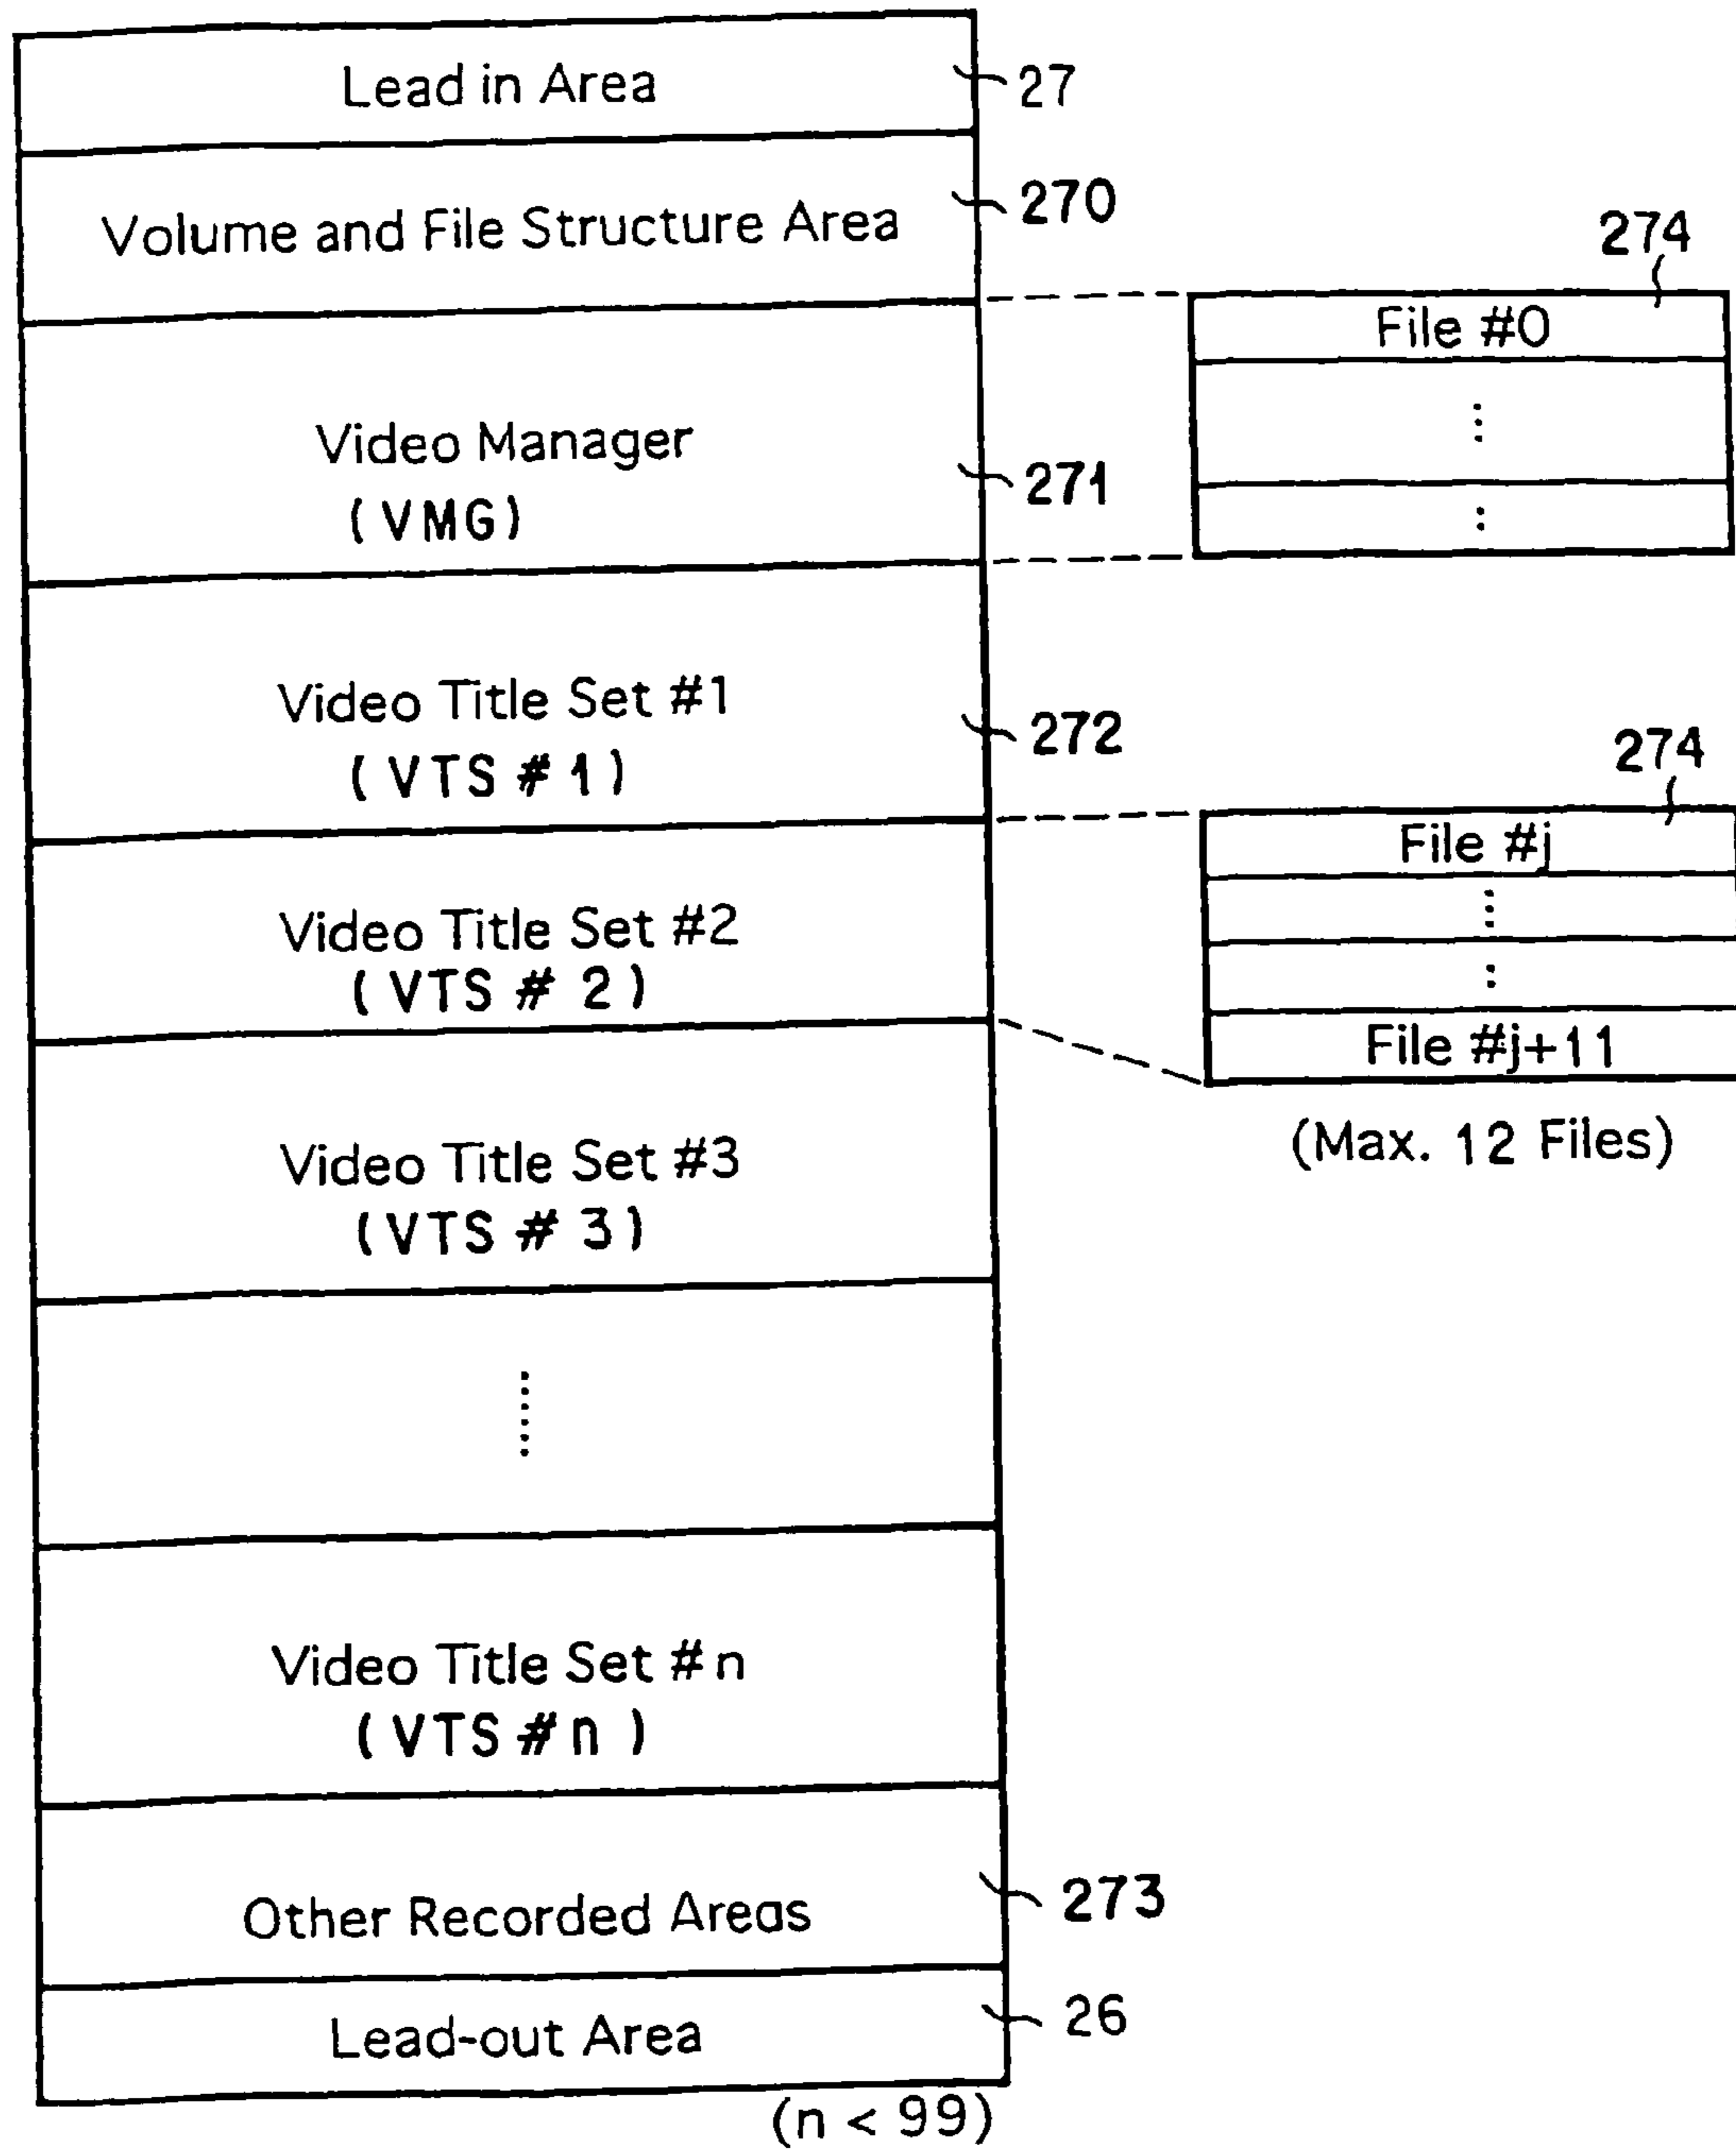 Lead in Area
27
Volume and File Structure Area
270
274
File #0
Video Manager
(VMG)
271
Video Title Set #1
(VTS #1)
272
274
File #j
Video Title Set #2
(VTS #2)
File #j+11
(Max. 12 Files)
Video Title Set #3
(VTS #3)
Video Title Set #n
(VTS #n)
Other Recorded Areas
273
Lead-out Area
26
(n < 99)